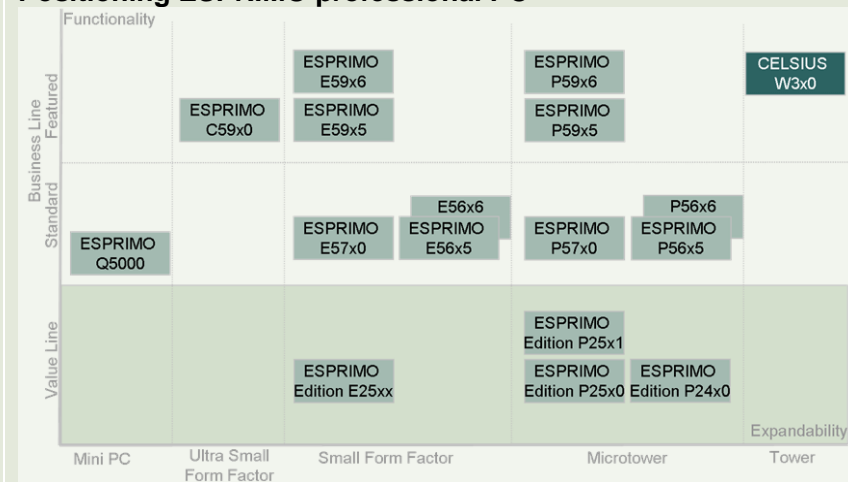 Functionality
Business Line
Featured
Standard
Value Line
ESPRIMO
E59x6
ESPRIMO
P59x6
CELSIUS
W3x0
ESPRIMO
C59x0
ESPRIMO
E59x5
ESPRIMO
P59x5
E56x6
P56x6
ESPRIMO
Q5000
ESPRIMO
E57x0
ESPRIMO
E56x5
ESPRIMO
P57x0
ESPRIMO
P56x5
ESPRIMO
Edition P25x1
ESPRIMO
Edition E25xx
ESPRIMO
Edition P25x0
ESPRIMO
Edition P24x0
Expandability
Mini PC
Ultra Small
Form Factor
Small Form Factor
Microtower
Tower